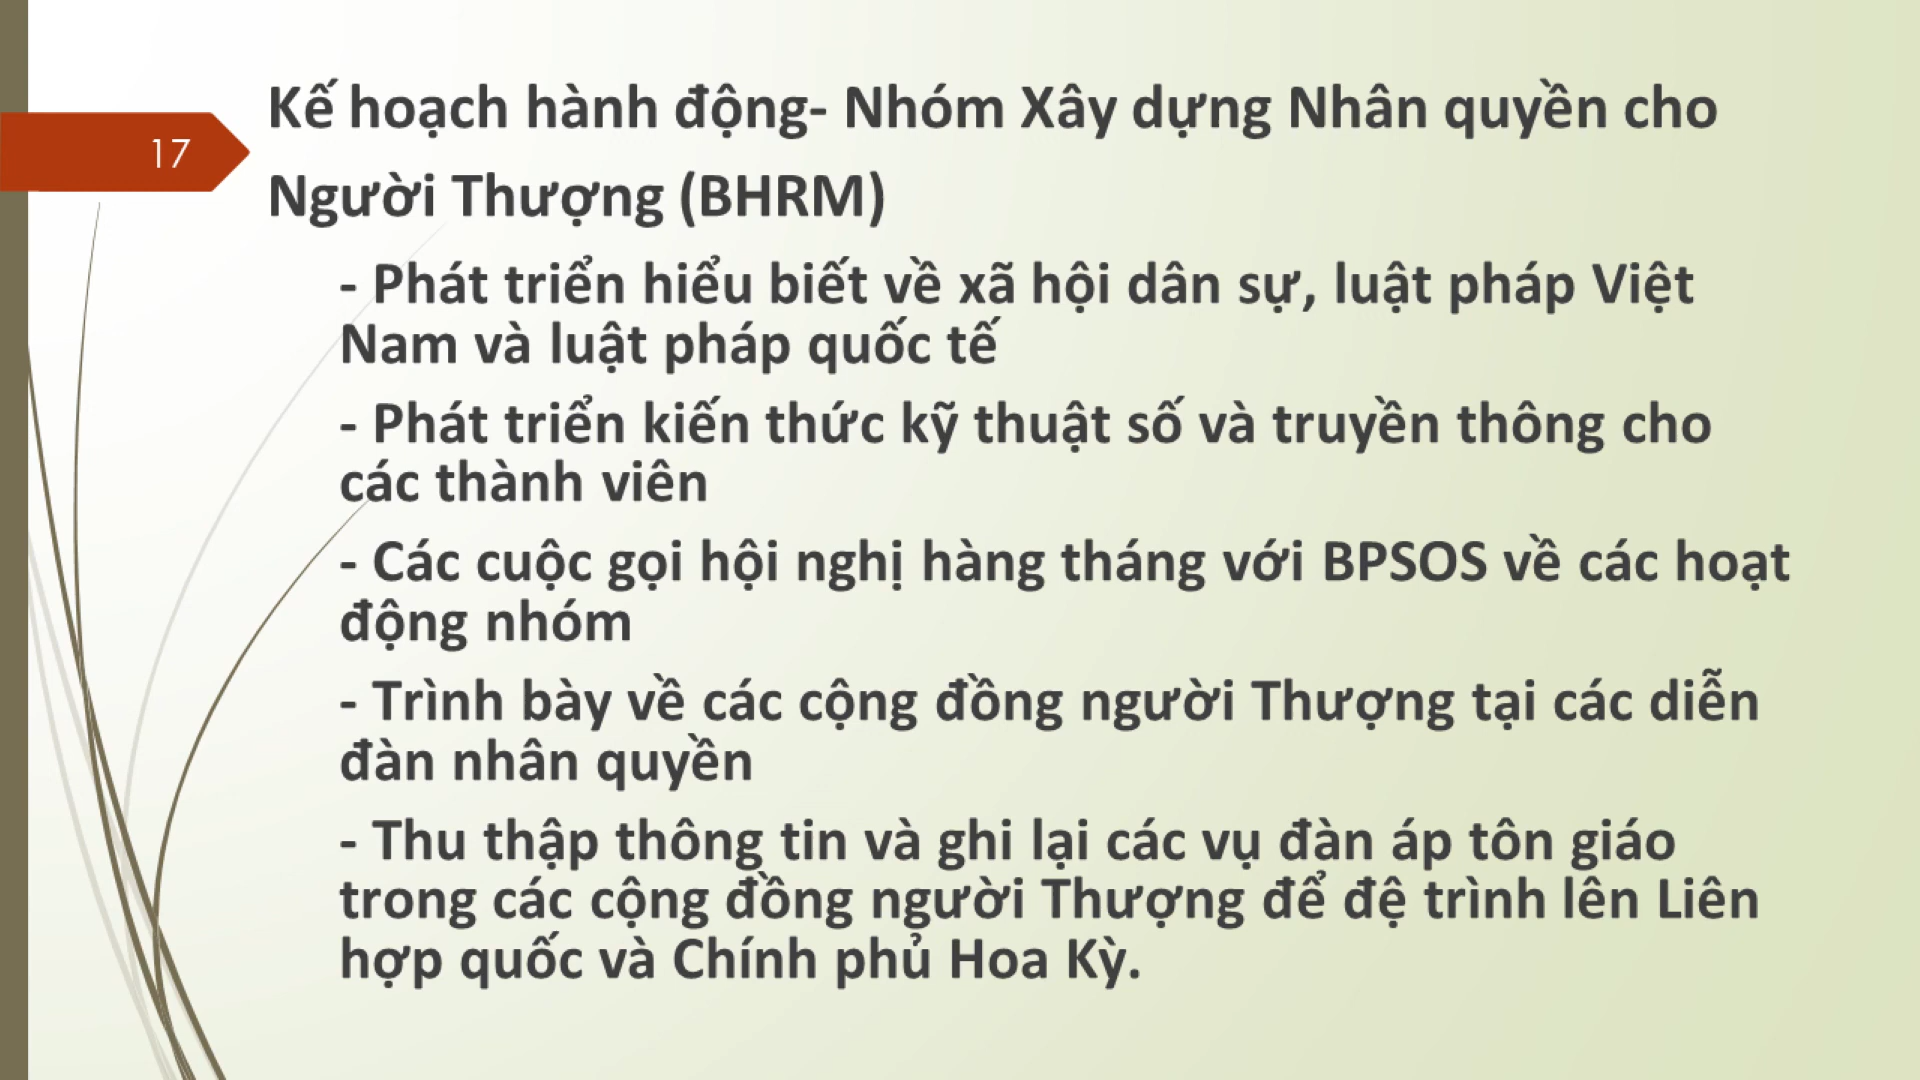 17
Kế hoạch hành động- Nhóm Xây dựng Nhân quyền cho
Người Thượng (BHRM)
- Phát triển hiểu biết về xã hội dân sự, luật pháp Việt
Nam và luật pháp quốc tế
- Phát triển kiến thức kỹ thuật số và truyền thông cho
các thành viên
- Các cuộc gọi hội nghị hàng tháng với BPSOS về các hoạt
động nhóm
- Trình bày về các cộng đồng người Thượng tại các diễn
đàn nhân quyền
- Thu thập thông tin và ghi lại các vụ đàn áp tôn giáo
trong các cộng đồng người Thượng để đệ trình lên Liên
hợp quốc và Chính phủ Hoa Kỳ.